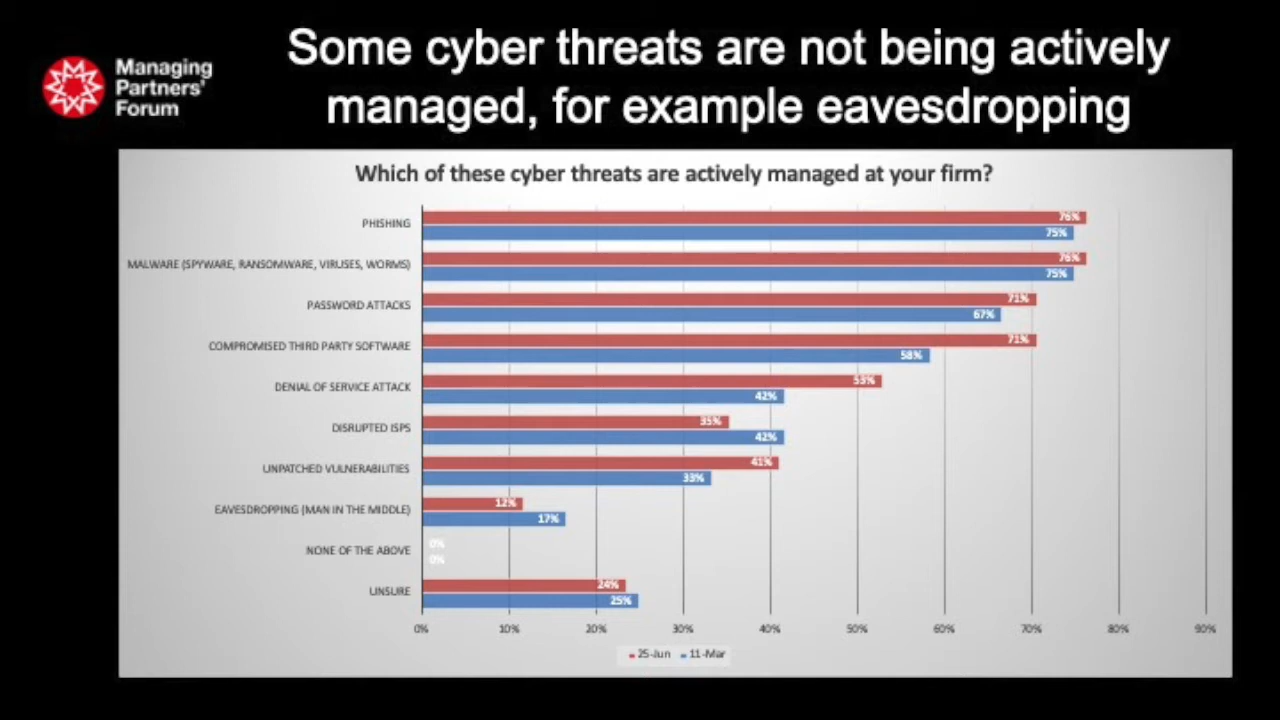 Some cyber threats are not being actively
managed, for example eavesdropping
Managing
Partners'
Forum
Which of these cyber threats are actively managed at your firm?
PHISHING
76%
75%
MALWARE (SPYWARE, RANSOMWARE, VIRUSES, WORMS)
76%
75%
PASSWORD ATTACKS
71%
67%
COMPROMISED THIRD PARTY SOFTWARE
71%
58%
DENIAL OF SERVICE ATTACK
53%
42%
DISRUPTED ISPS
35%
42%
UNPATCHED VULNERABILITIES
41%
33%
EAVESDROPPING (MAN IN THE MIDDLE)
12%
17%
NONE OF THE ABOVE
0%
0%
UNSURE
24%
25%
0% 10% 20% 30% 40% 50% 60% 70% 80% 90%
25-Jun 11-Mar